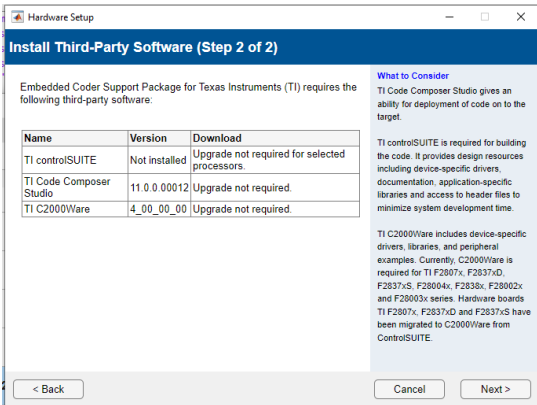 Hardware Setup
Install Third-Party Software (Step 2 of 2)
Embedded Coder Support Package for Texas Instruments (TI) requires the
following third-party software:
Name Version Download
TI controlSUITE Not installed Upgrade not required for selected
processors.
TI Code Composer
Studio 11.0.0.00012 Upgrade not required.
TI C2000Ware 4_00_00_00 Upgrade not required.
What to Consider
TI Code Composer Studio gives an
ability for deployment of code on to the
target.
TI controlSUITE is required for building
the code. It provides design resources
including device-specific drivers,
documentation, application-specific
libraries and access to header files to
minimize system development time.
TI C2000Ware includes device-specific
drivers, libraries, and peripheral
examples. Currently, C2000Ware is
required for TI F2807x, F2837xD,
F2837xS, F28004x, F2838x, F28002x
and F28003x series. Hardware boards
TI F2807x, F2837xD and F2837xS have
been migrated to C2000Ware from
ControlSUITE.
< Back
Cancel
Next >